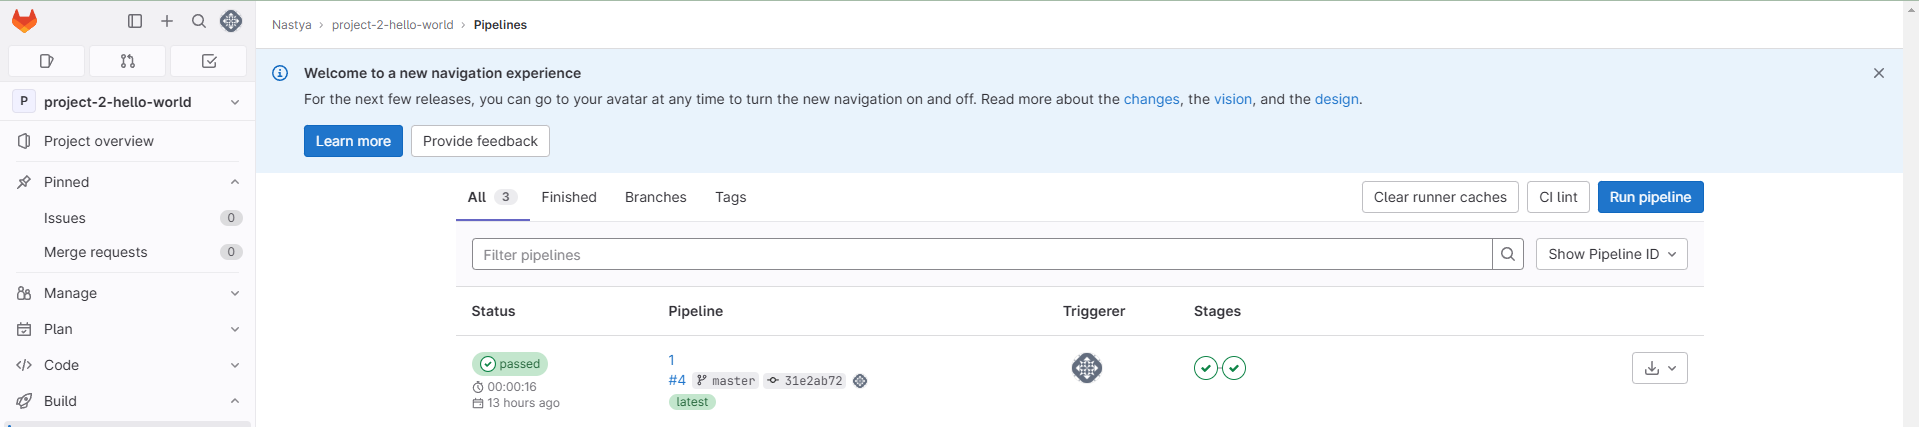 Nastya › project-2-hello-world › Pipelines
P project-2-hello-world
Project overview
Pinned
Issues 0
Merge requests 0
Manage
Plan
Code
Build
Welcome to a new navigation experience
For the next few releases, you can go to your avatar at any time to turn the new navigation on and off. Read more about the changes, the vision, and the design.
Learn more Provide feedback
All 3 Finished Branches Tags Clear runner caches CI lint Run pipeline
Filter pipelines Show Pipeline ID
Status Pipeline Triggerer Stages
passed
00:00:16
13 hours ago
1
#4 master 31e2ab72
latest